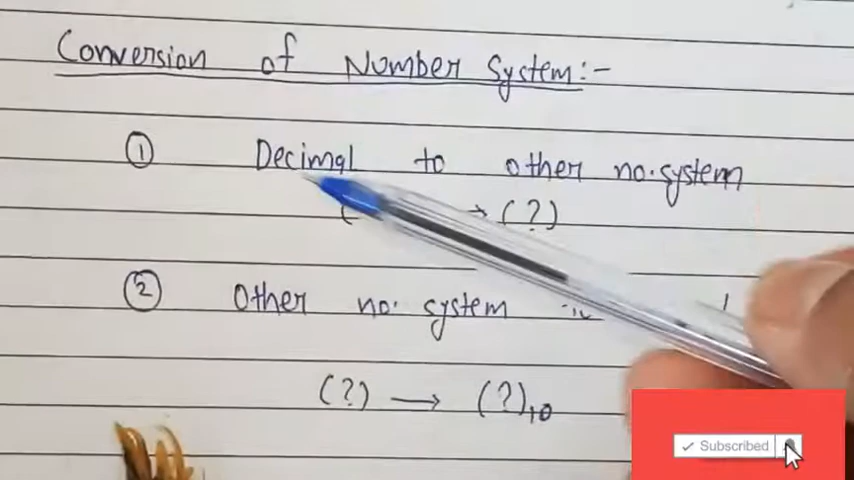 Conversion of Number System:-
① Decimal to other no. system
( → (?)
② Other no. system
(?) → (?)10
✓ Subscribed